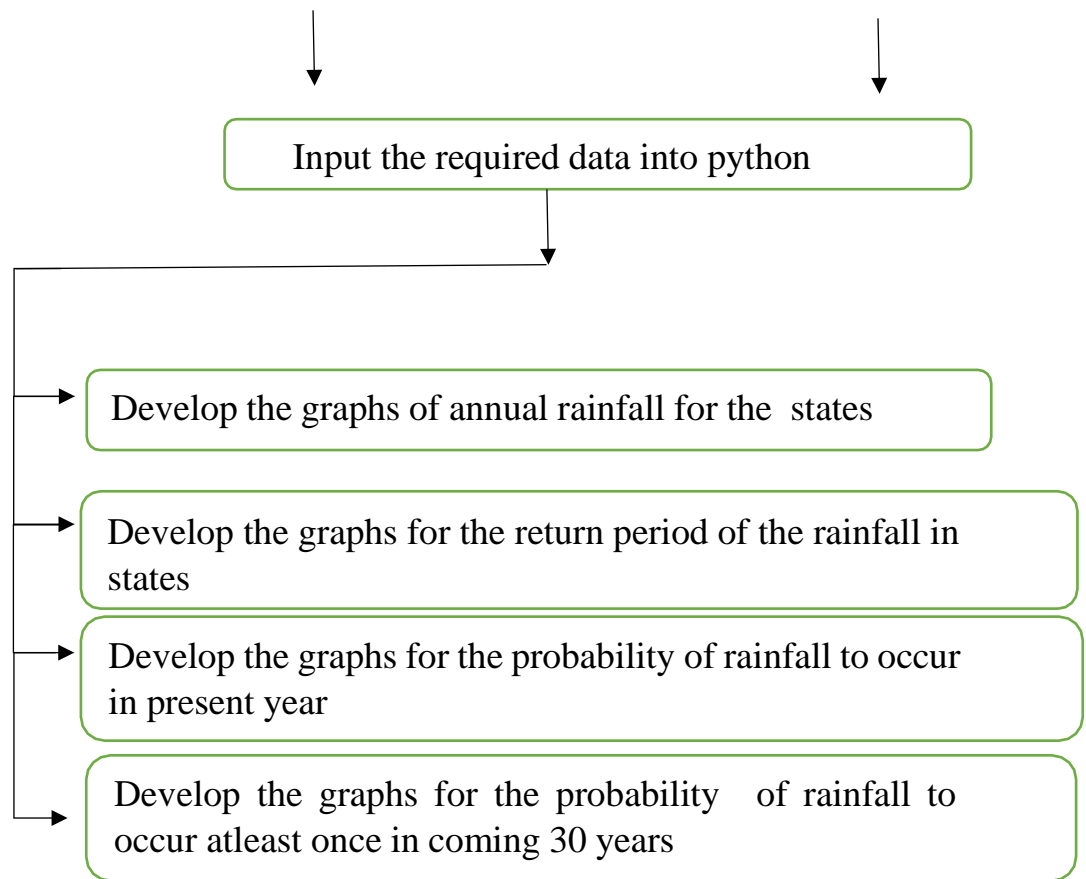 Input the required data into python
Develop the graphs of annual rainfall for the states
Develop the graphs for the return period of the rainfall in
states
Develop the graphs for the probability of rainfall to occur
in present year
Develop the graphs for the probability of rainfall to
occur atleast once in coming 30 years